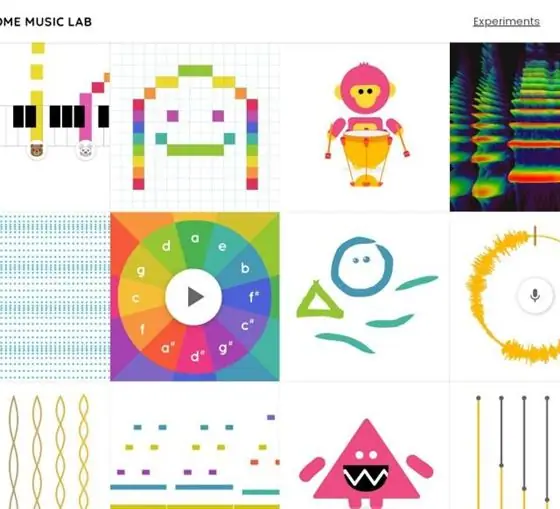 OME MUSIC LAB
Experiments
d a e
g b
c f#
f c#
a# d# g#